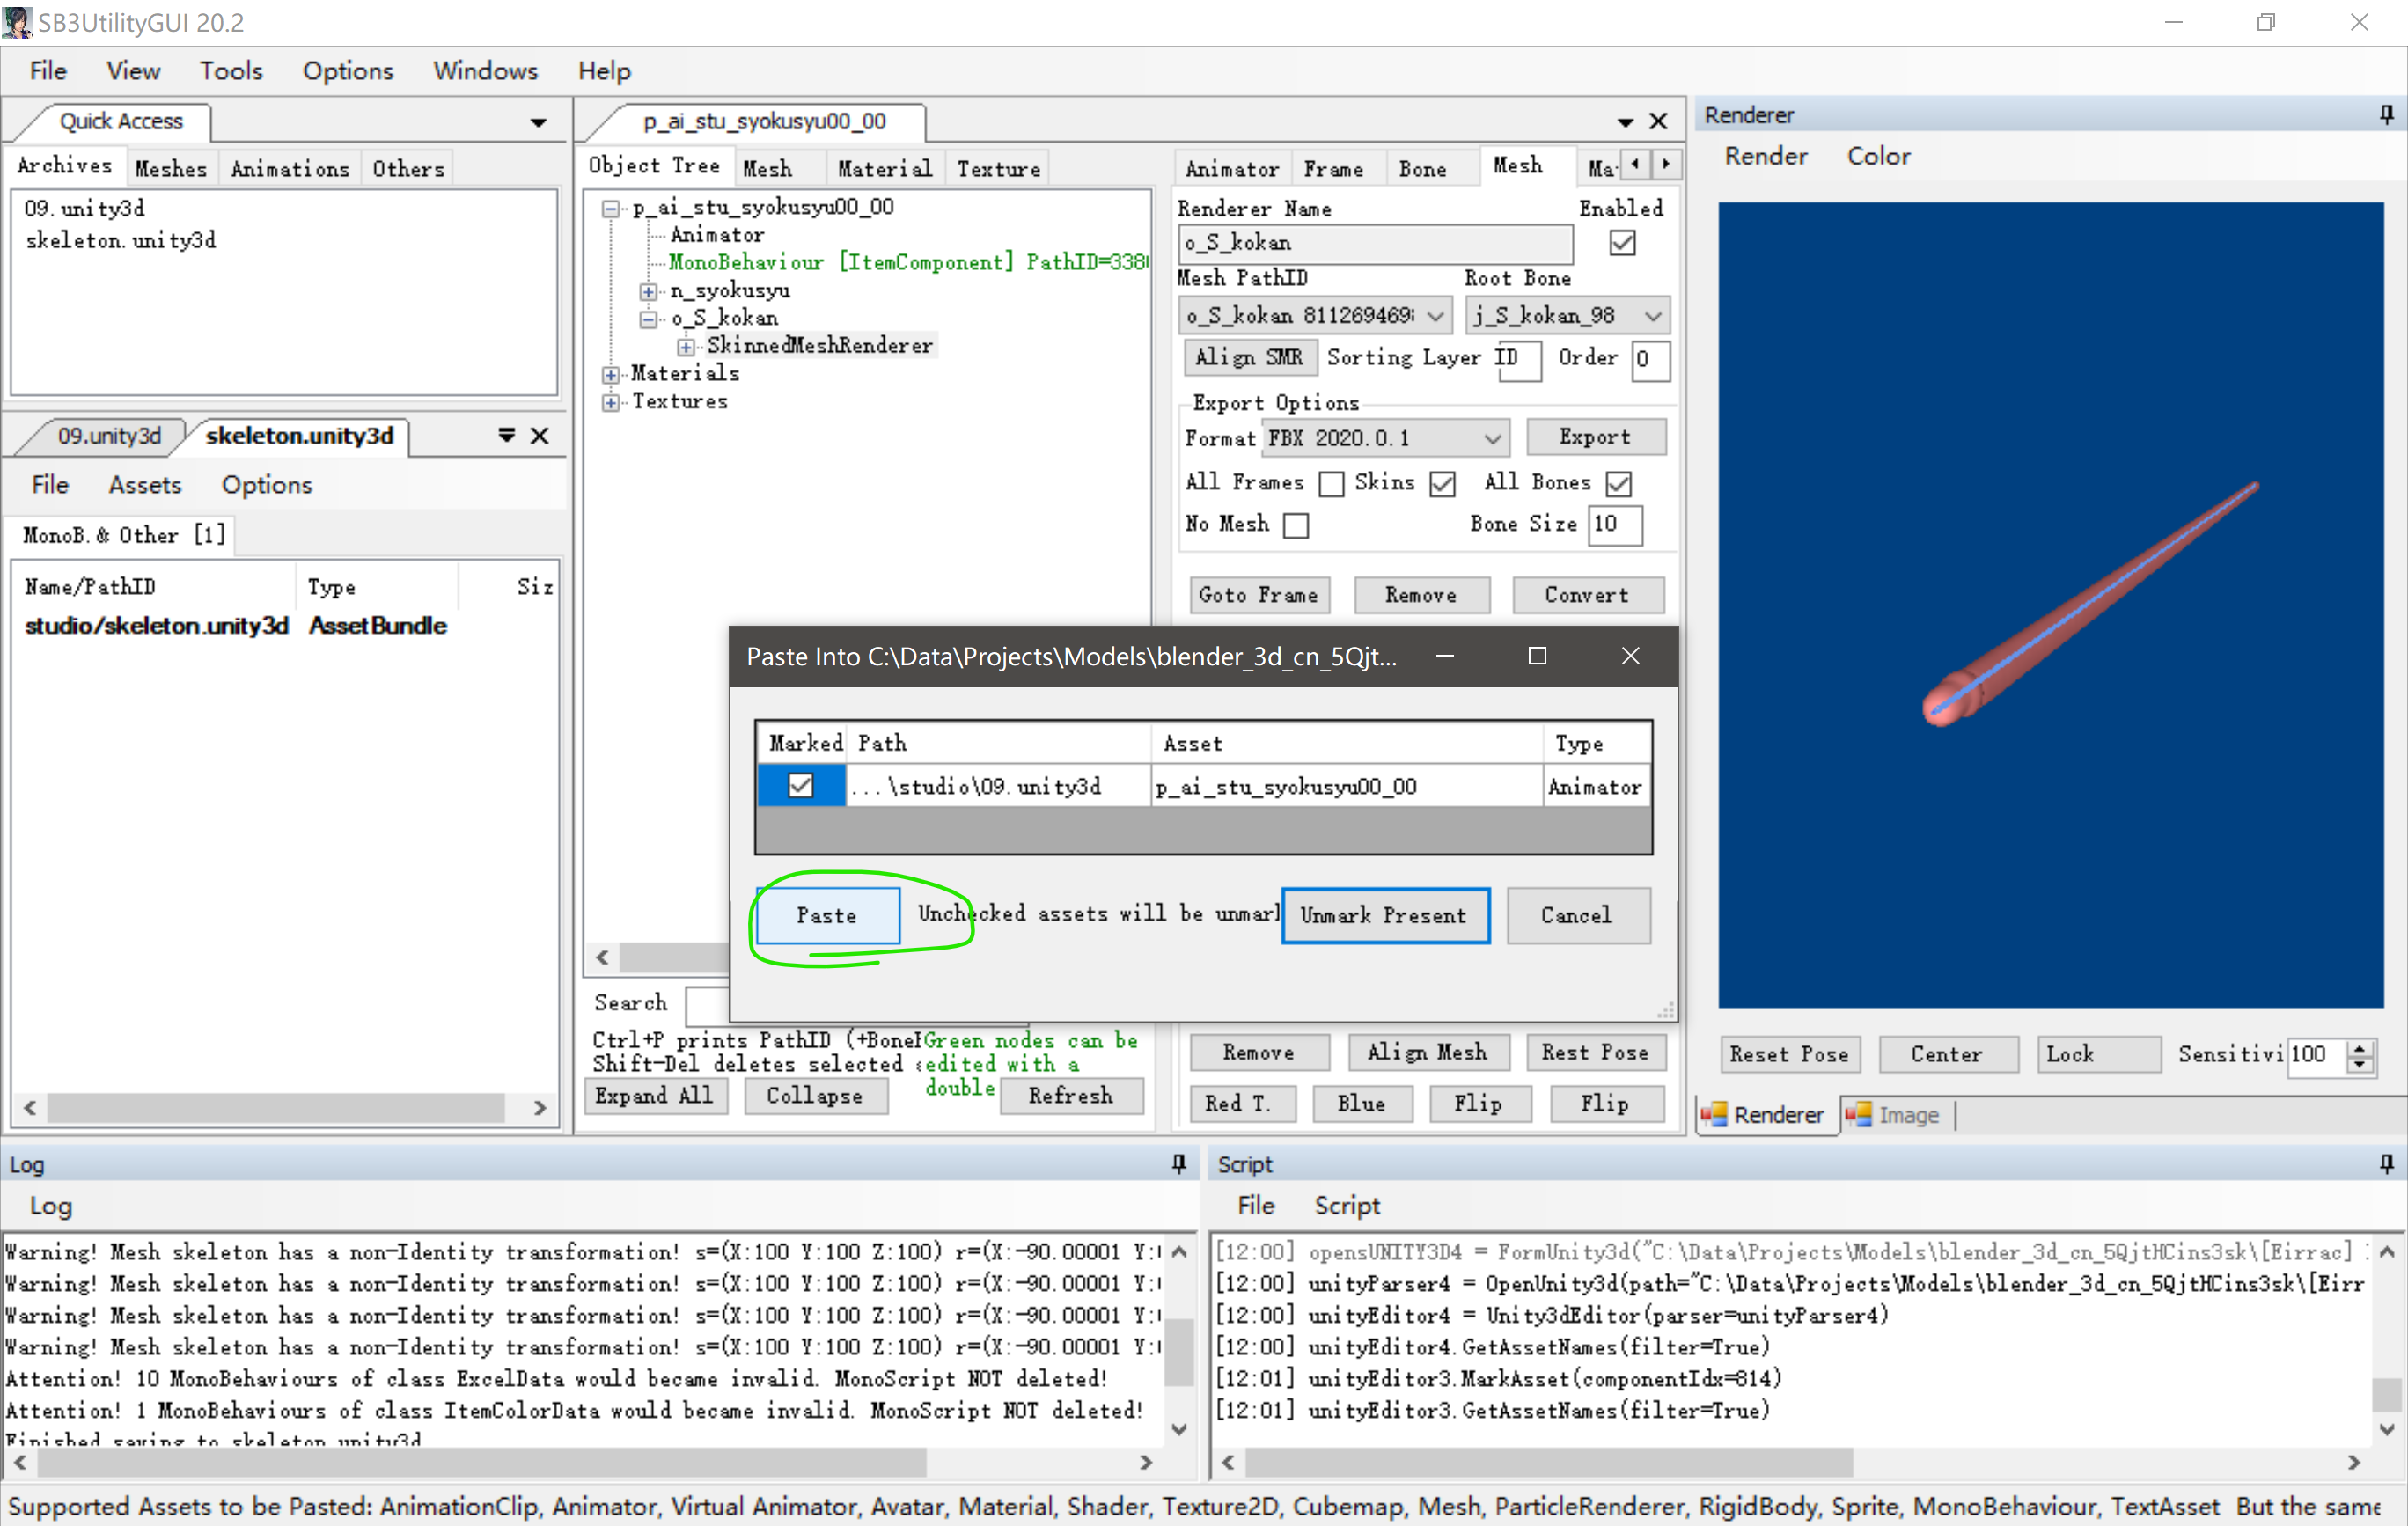 SB3UtilityGUI 20.2
File View Tools Options Windows Help
Quick Access
Archives Meshes Animations Others
09.unity3d
skeleton.unity3d
09.unity3d skeleton.unity3d
File Assets Options
MonoB.& Other [1]
Name/PathID Type Siz
studio/skeleton.unity3d AssetBundle
p_ai_stu_syokusyu00_00
Object Tree Mesh Material Texture
p_ai_stu_syokusyu00_00
Animator
MonoBehaviour [ItemComponent] PathID=338
n_syokusyu
o_S_kokan
SkinnedMeshRenderer
Materials
Textures
Search
Ctrl+P prints PathID (+Bone
Shift-Del deletes selected
Green nodes can be
edited with a
double
Expand All Collapse Refresh
Animator Frame Bone Mesh Ma
Renderer Name Enabled
o_S_kokan
Mesh PathID Root Bone
o_S_kokan 811269469 j_S_kokan_98
Align SMR Sorting Layer ID Order 0
Export Options
Format FBX 2020.0.1 Export
All Frames Skins All Bones
No Mesh Bone Size 10
Goto Frame Remove Convert
Paste Into C:\Data\Projects\Models\blender_3d_cn_5Qjt...
Marked Path Asset Type
...\studio\09.unity3d p_ai_stu_syokusyu00_00 Animator
Paste Unchecked assets will be unmar Unmark Present Cancel
Remove Align Mesh Rest Pose
Red T. Blue Flip Flip
Renderer
Render Color
Reset Pose Center Lock Sensitivi 100
Renderer Image
Log
Log
Warning! Mesh skeleton has a non-Identity transformation! s=(X:100 Y:100 Z:100) r=(X:-90.00001 Y:
Warning! Mesh skeleton has a non-Identity transformation! s=(X:100 Y:100 Z:100) r=(X:-90.00001 Y:
Warning! Mesh skeleton has a non-Identity transformation! s=(X:100 Y:100 Z:100) r=(X:-90.00001 Y:
Warning! Mesh skeleton has a non-Identity transformation! s=(X:100 Y:100 Z:100) r=(X:-90.00001 Y:
Attention! 10 MonoBehaviours of class ExcelData would became invalid. MonoScript NOT deleted!
Attention! 1 MonoBehaviours of class ItemColorData would became invalid. MonoScript NOT deleted!
Finished saving to skeleton.unity3d
Script
File Script
[12:00] opensUNITY3D4 = FormUnity3d("C:\Data\Projects\Models\blender_3d_cn_5QjtHCins3sk\[Eirrac]
[12:00] unityParser4 = OpenUnity3d(path="C:\Data\Projects\Models\blender_3d_cn_5QjtHCins3sk\[Eirr
[12:00] unityEditor4 = Unity3dEditor(parser=unityParser4)
[12:00] unityEditor4.GetAssetNames(filter=True)
[12:01] unityEditor3.MarkAsset(componentIdx=814)
[12:01] unityEditor3.GetAssetNames(filter=True)
Supported Assets to be Pasted: AnimationClip, Animator, Virtual Animator, Avatar, Material, Shader, Texture2D, Cubemap, Mesh, ParticleRenderer, RigidBody, Sprite, MonoBehaviour, TextAsset But the same